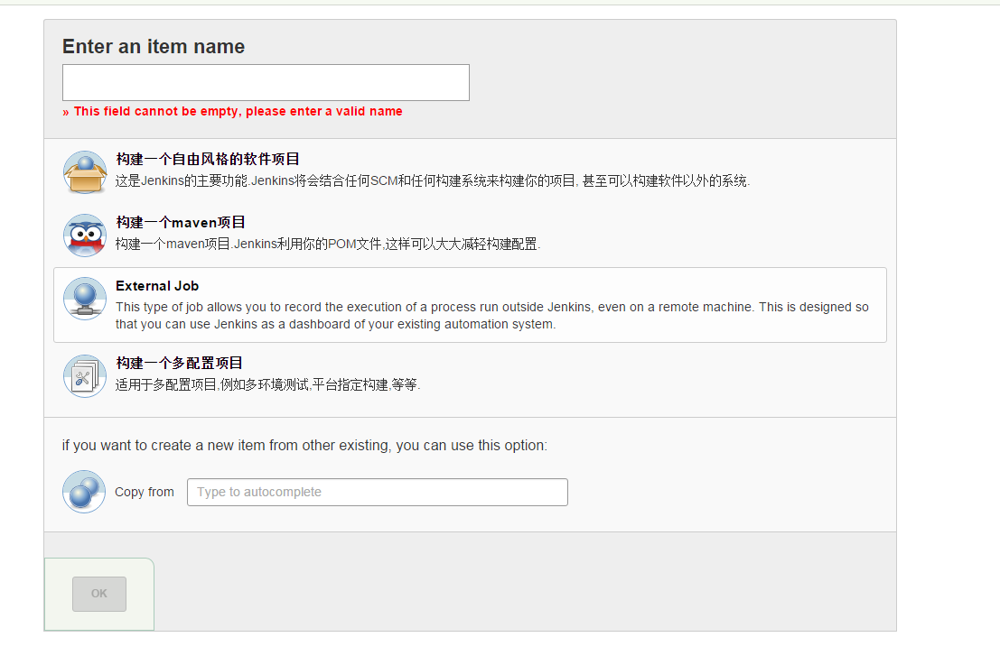 Enter an item name
» This field cannot be empty, please enter a valid name
构建一个自由风格的软件项目
这是Jenkins的主要功能.Jenkins将会结合任何SCM和任何构建系统来构建你的项目, 甚至可以构建软件以外的系统.
构建一个maven项目
构建一个maven项目.Jenkins利用你的POM文件,这样可以大大减轻构建配置.
External Job
This type of job allows you to record the execution of a process run outside Jenkins, even on a remote machine. This is designed so
that you can use Jenkins as a dashboard of your existing automation system.
构建一个多配置项目
适用于多配置项目,例如多环境测试,平台指定构建,等等.
if you want to create a new item from other existing, you can use this option:
Copy from Type to autocomplete
OK